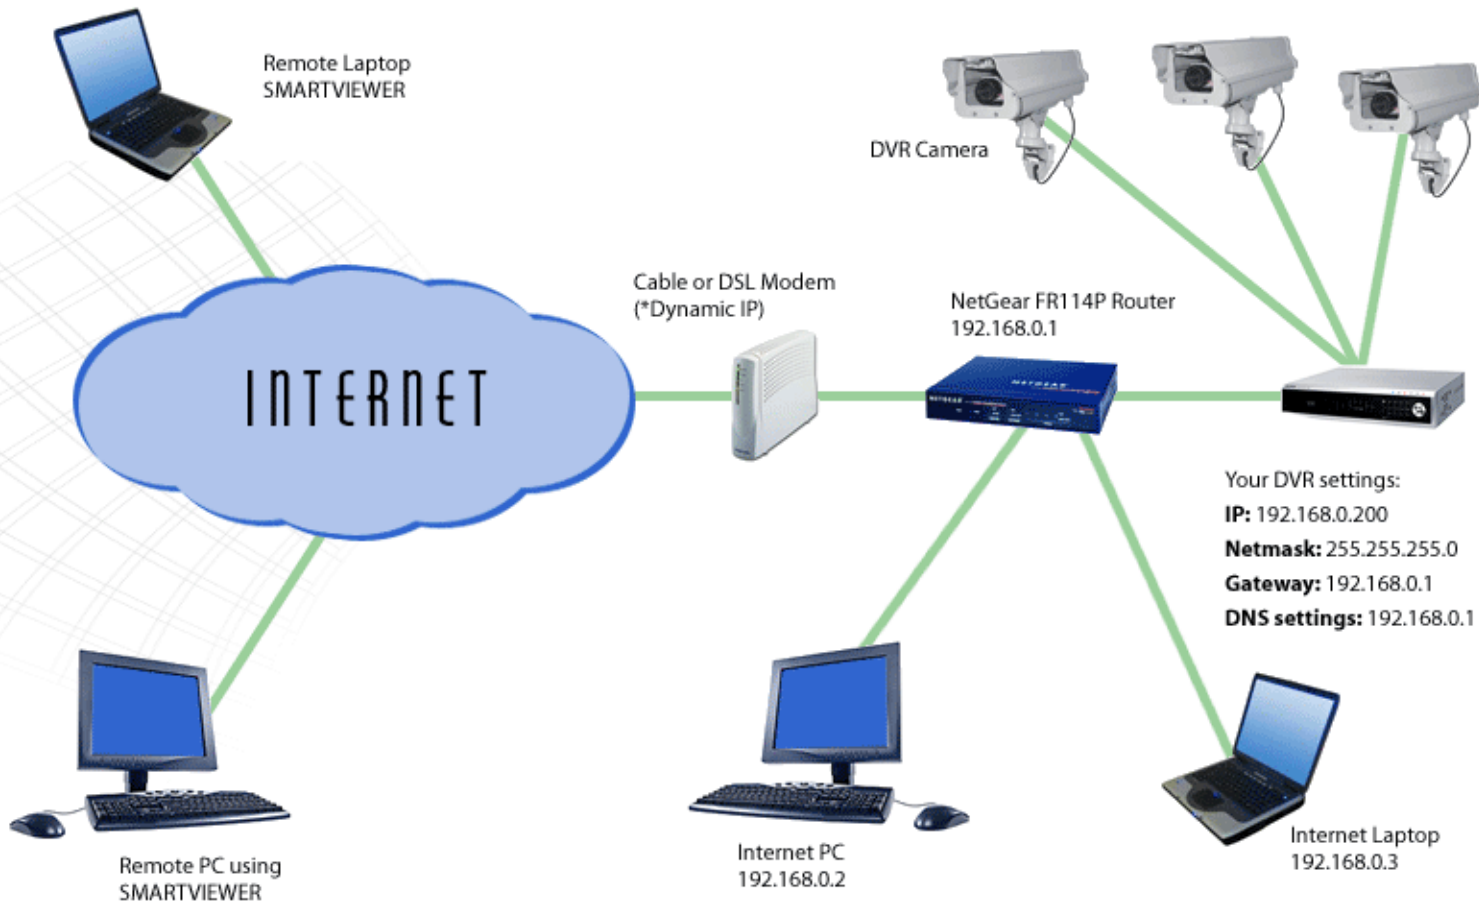 Remote Laptop
SMARTVIEWER
DVR Camera
Cable or DSL Modem
(*Dynamic IP)
NetGear FR114P Router
192.168.0.1
INTERNET
NETGEAR
NETGEAR
Your DVR settings:
IP: 192.168.0.200
Netmask: 255.255.255.0
Gateway: 192.168.0.1
DNS settings: 192.168.0.1
Internet Laptop
192.168.0.3
Internet PC
192.168.0.2
Remote PC using
SMARTVIEWER